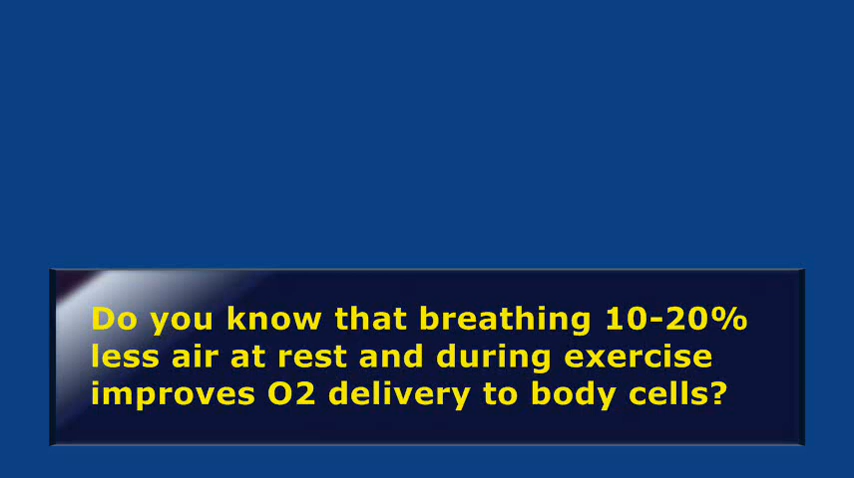 Do you know that breathing 10-20%
less air at rest and during exercise
improves O2 delivery to body cells?